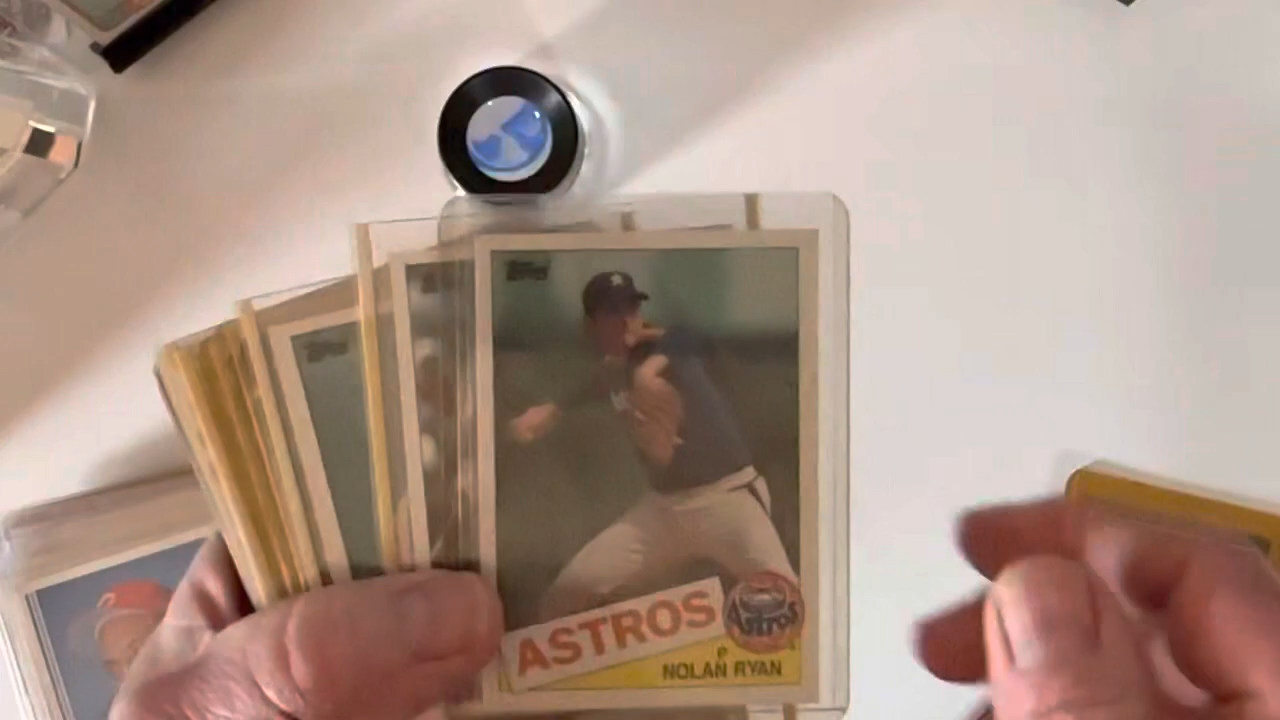 Topps
ASTROS
Astros
P
NOLAN RYAN